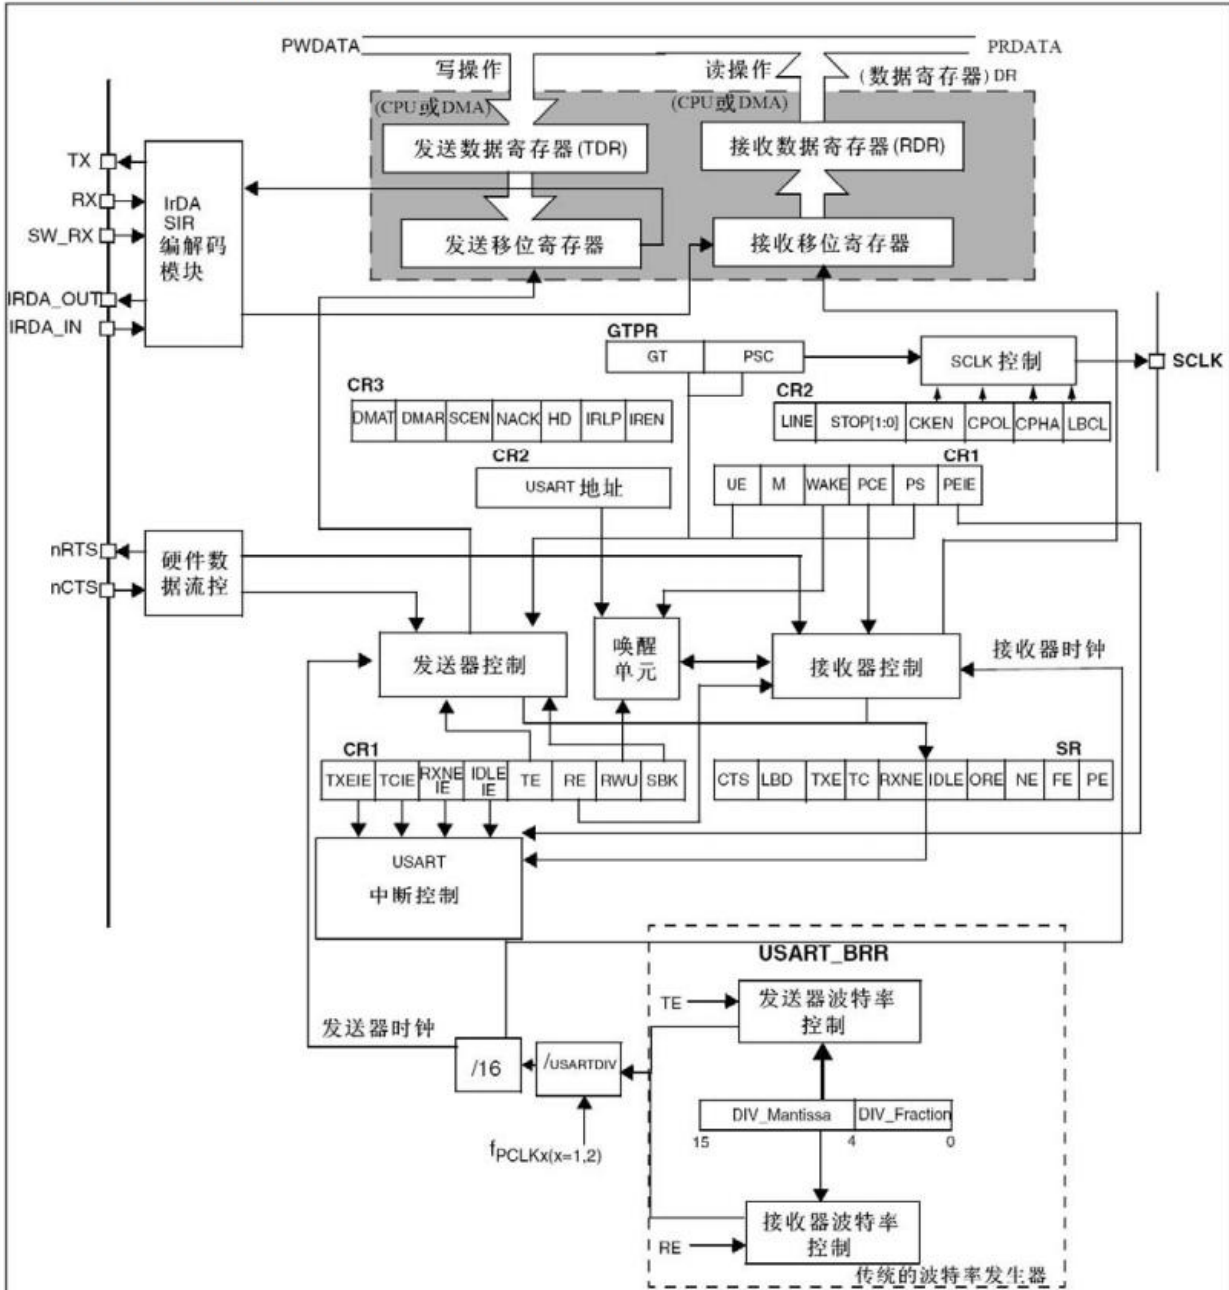 PWDATA
PRDATA
写操作
读操作
(数据寄存器) DR
(CPU或DMA)
(CPU或DMA)
发送数据寄存器(TDR)
接收数据寄存器(RDR)
TX
RX
SW_RX
IRDA_OUT
IRDA_IN
IrDA
SIR
编解码
模块
发送移位寄存器
接收移位寄存器
GTPR
GT
PSC
SCLK 控制
SCLK
CR3
DMAT DMAR SCEN NACK HD IRLP IREN
CR2
LINE STOP[1:0] CKEN CPOL CPHA LBCL
CR2
USART 地址
CR1
UE M WAKE PCE PS PEIE
nRTS
nCTS
硬件数
据流控
发送器控制
唤醒
单元
接收器控制
接收器时钟
CR1
TXEIE TCIE RXNE IE IDLE IE TE RE RWU SBK
SR
CTS LBD TXE TC RXNE IDLE ORE NE FE PE
USART
中断控制
USART_BRR
TE
发送器波特率
控制
发送器时钟
/16
/USARTDIV
fPCLKx(x=1,2)
DIV_Mantissa DIV_Fraction
15 4 0
RE
接收器波特率
控制
传统的波特率发生器